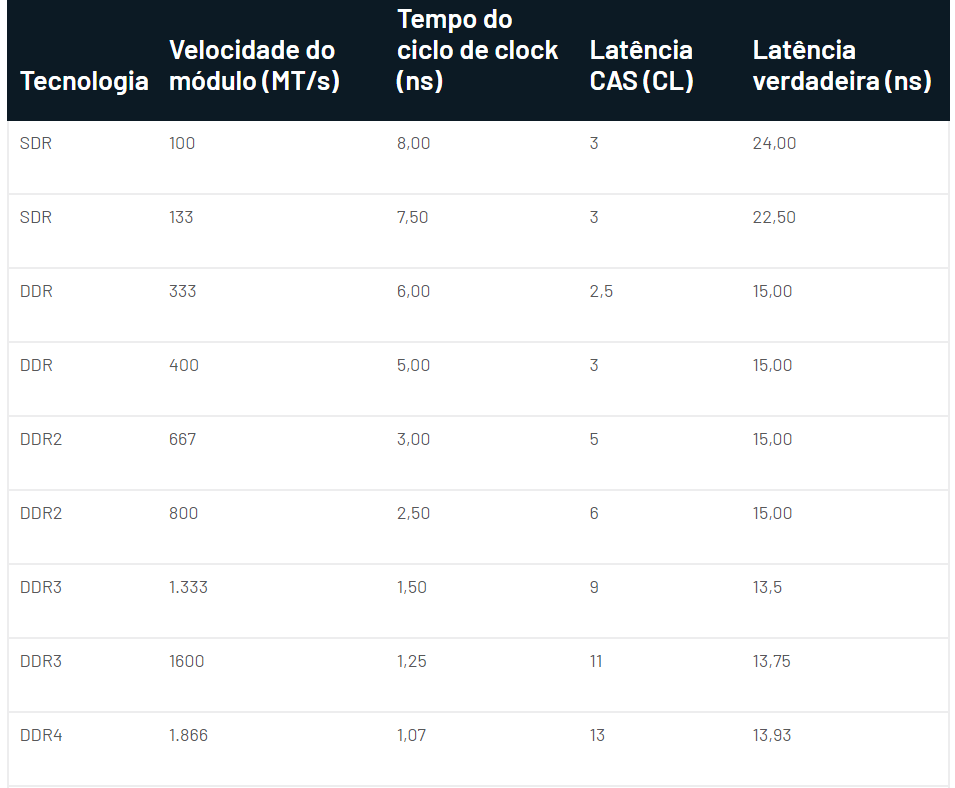 Tecnologia Velocidade do módulo (MT/s) Tempo do ciclo de clock (ns) Latência CAS (CL) Latência verdadeira (ns)
SDR 100 8,00 3 24,00
SDR 133 7,50 3 22,50
DDR 333 6,00 2,5 15,00
DDR 400 5,00 3 15,00
DDR2 667 3,00 5 15,00
DDR2 800 2,50 6 15,00
DDR3 1.333 1,50 9 13,5
DDR3 1600 1,25 11 13,75
DDR4 1.866 1,07 13 13,93